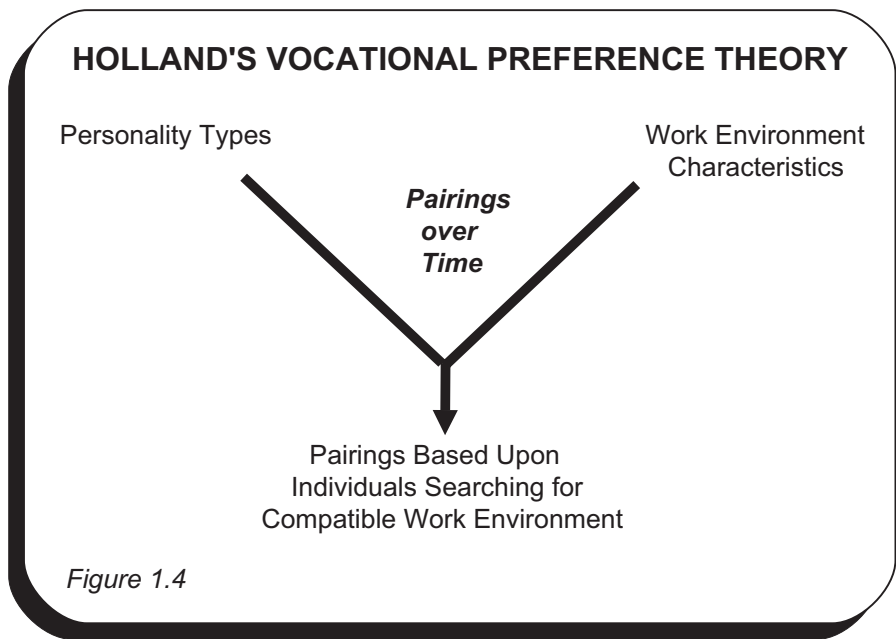 HOLLAND'S VOCATIONAL PREFERENCE THEORY
Personality Types
Work Environment
Characteristics
Pairings
over
Time
Pairings Based Upon
Individuals Searching for
Compatible Work Environment
Figure 1.4